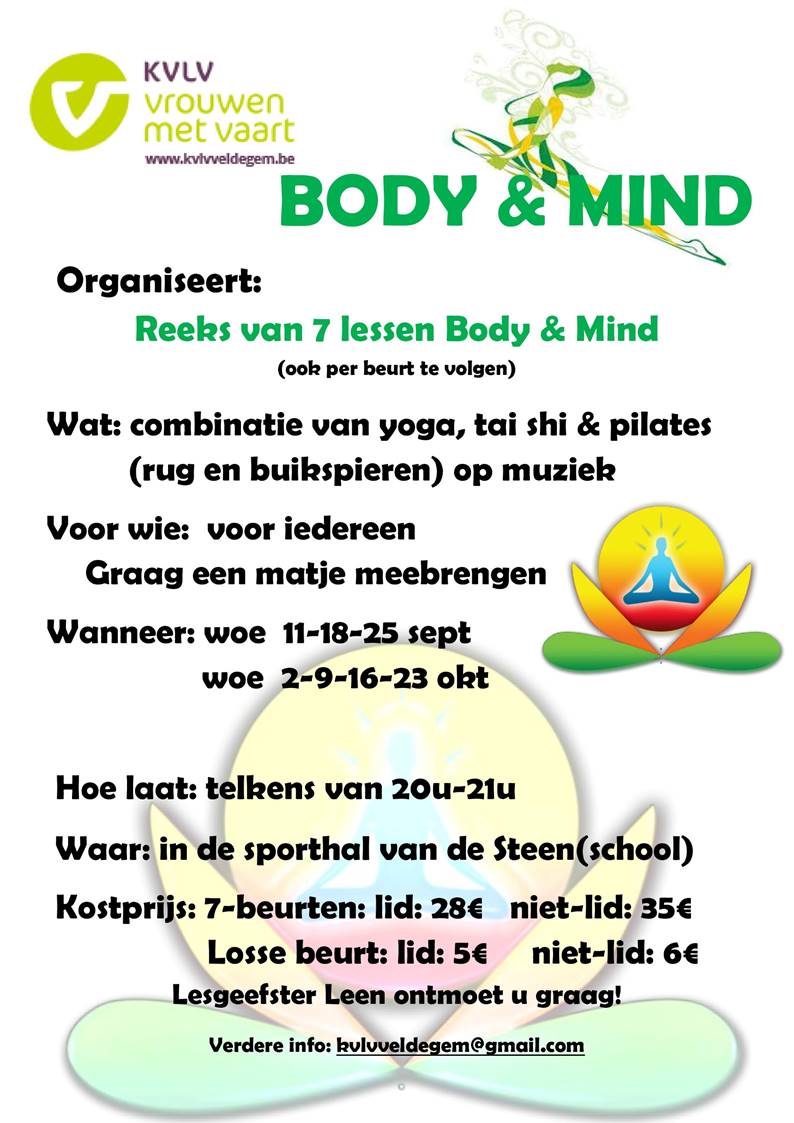 KVLV
vrouwen
met vaart
www.kvlvveldegem.be
BODY & MIND
Organiseert:
Reeks van 7 lessen Body & Mind
(ook per beurt te volgen)
Wat: combinatie van yoga, tai shi & pilates
(rug en buikspieren) op muziek
Voor wie: voor iedereen
Graag een matje meebrengen
Wanneer: woe 11-18-25 sept
woe 2-9-16-23 okt
Hoe laat: telkens van 20u-21u
Waar: in de sporthal van de Steen(school)
Kostprijs: 7-beurten: lid: 28€ niet-lid: 35€
Losse beurt: lid: 5€ niet-lid: 6€
Lesgeefster Leen ontmoet u graag!
Verdere info: kvlvveldegem@gmail.com
©